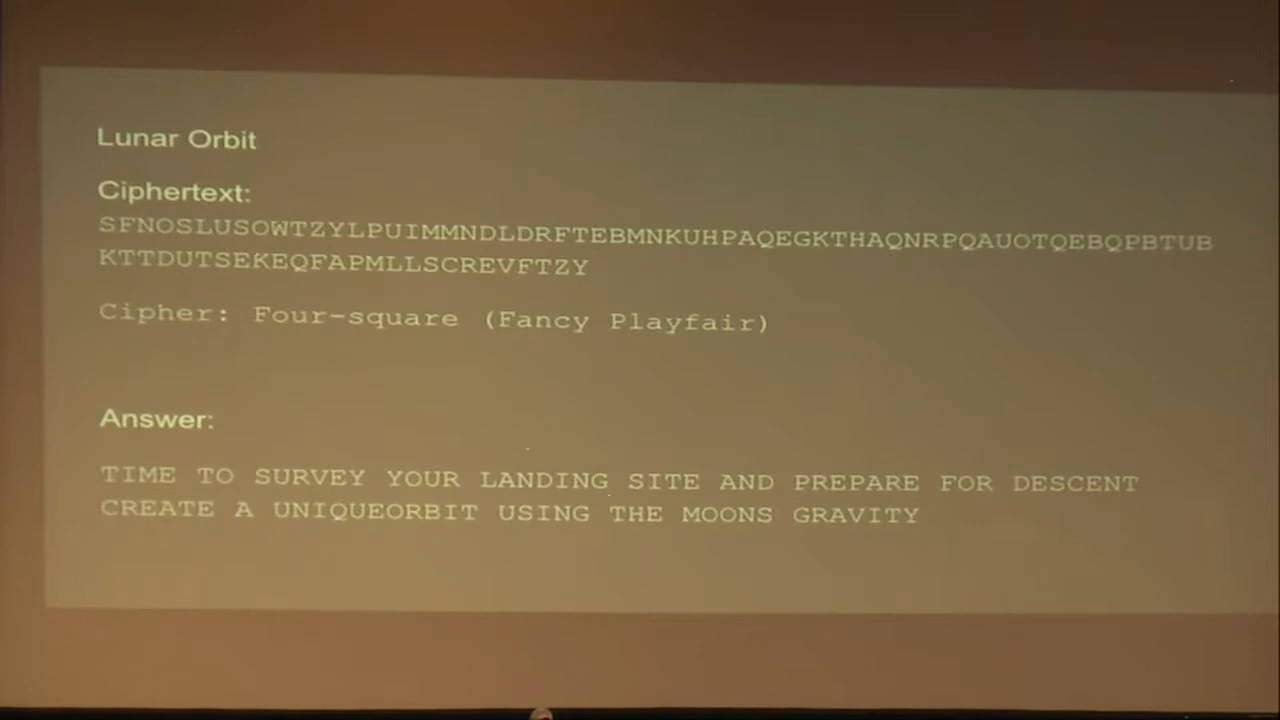 Lunar Orbit
Ciphertext:
SFNOSLUSOWTZYLPUIMMNDLDRFTEBMNKUHPAQEGKTHAQNRPQAUOTQEBQPBTUB
KTTDUTSEKEQFAPMLLSCREVFTZY
Cipher: Four-square (Fancy Playfair)
Answer:
TIME TO SURVEY YOUR LANDING SITE AND PREPARE FOR DESCENT
CREATE A UNIQUEORBIT USING THE MOONS GRAVITY